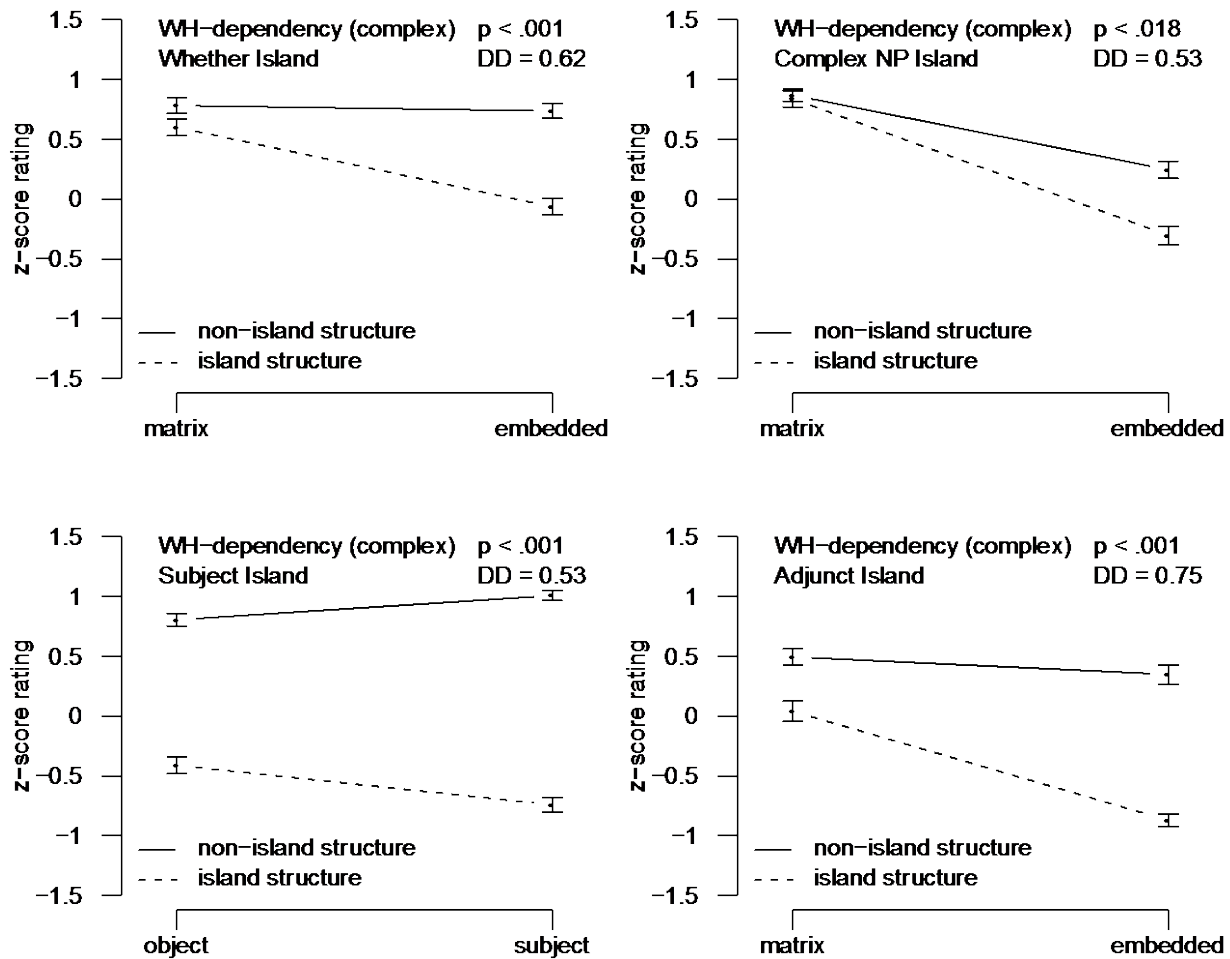 WH−dependency (complex) p < .001
Whether Island DD = 0.62
1.5
1
0.5
0
−0.5
−1
−1.5
z−score rating
non−island structure
island structure
matrix embedded
WH−dependency (complex) p < .018
Complex NP Island DD = 0.53
1.5
1
0.5
0
−0.5
−1
−1.5
z−score rating
non−island structure
island structure
matrix embedded
WH−dependency (complex) p < .001
Subject Island DD = 0.53
1.5
1
0.5
0
−0.5
−1
−1.5
z−score rating
non−island structure
island structure
object subject
WH−dependency (complex) p < .001
Adjunct Island DD = 0.75
1.5
1
0.5
0
−0.5
−1
−1.5
z−score rating
non−island structure
island structure
matrix embedded